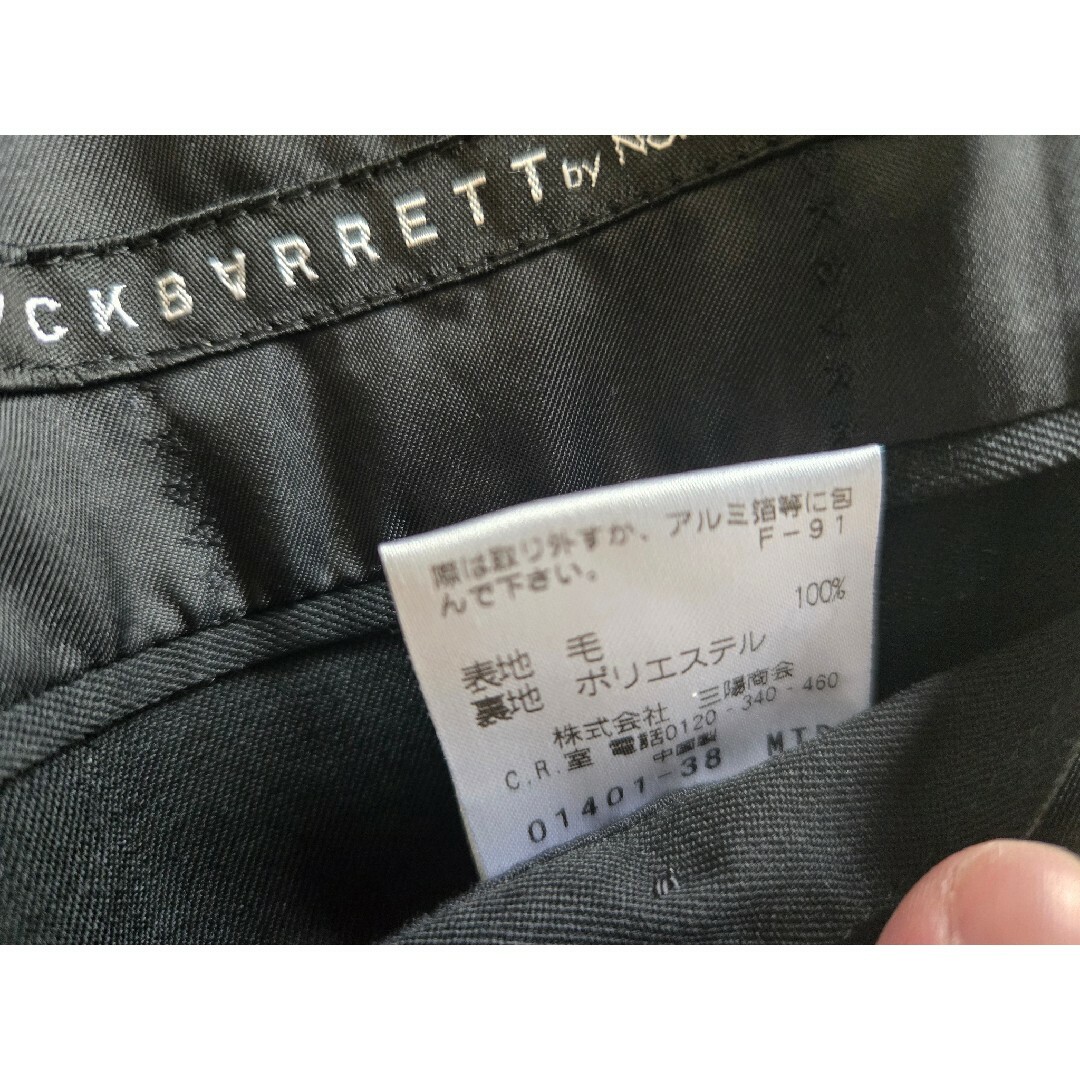 CKBARRETT by No
際は取り外すか、アルミ箔等に包
んで下さい。 F-91
表地 毛 100%
裏地 ポリエステル
株式会社 三陽商会
C.R.室 電話0120-340-460
中国製
01401-38 MTD